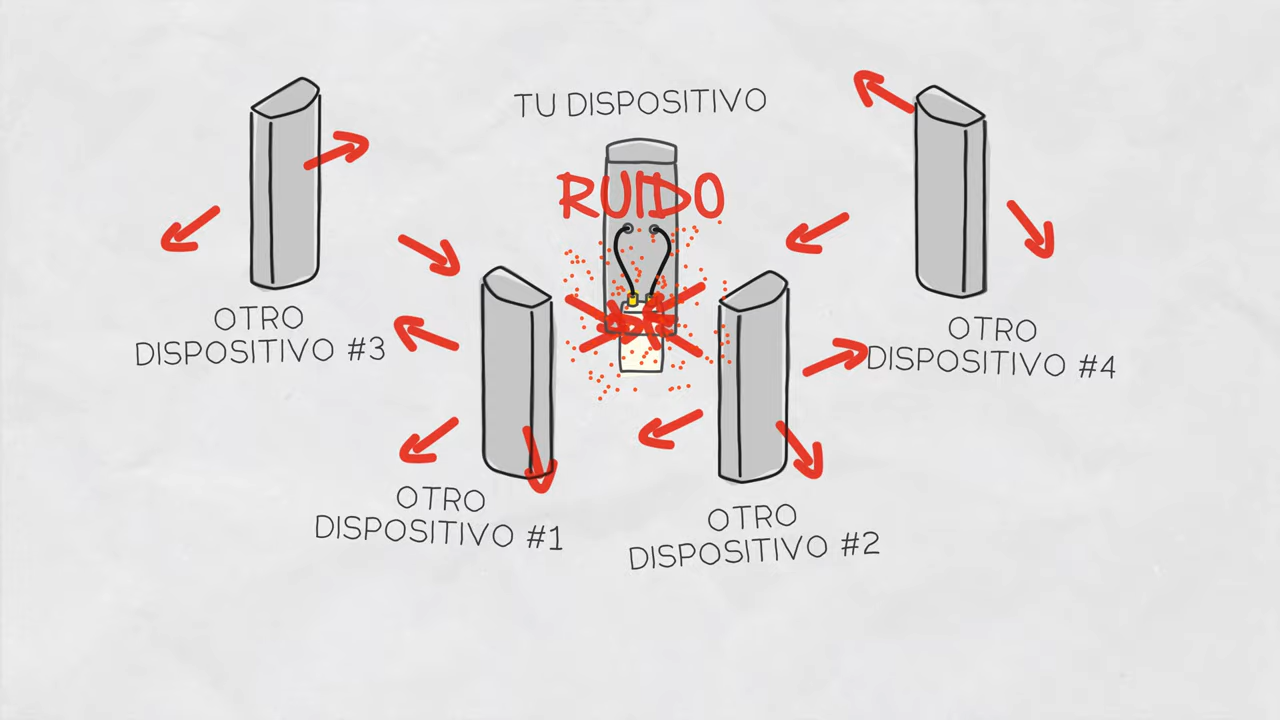 TU DISPOSITIVO
RUIDO
OTRO
DISPOSITIVO #3
OTRO
DISPOSITIVO #4
OTRO
DISPOSITIVO #1
OTRO
DISPOSITIVO #2